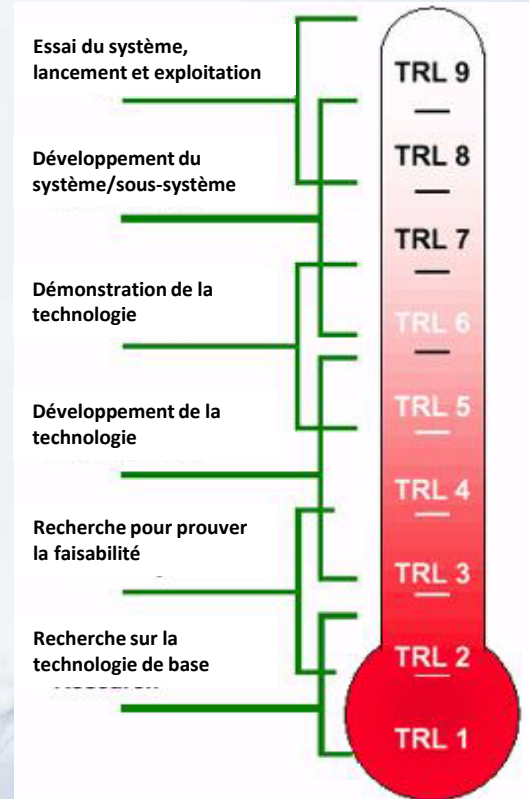 Essai du système,
lancement et exploitation
Développement du
système/sous-système
Démonstration de la
technologie
Développement de la
technologie
Recherche pour prouver
la faisabilité
Recherche sur la
technologie de base
TRL 9
TRL 8
TRL 7
TRL 6
TRL 5
TRL 4
TRL 3
TRL 2
TRL 1